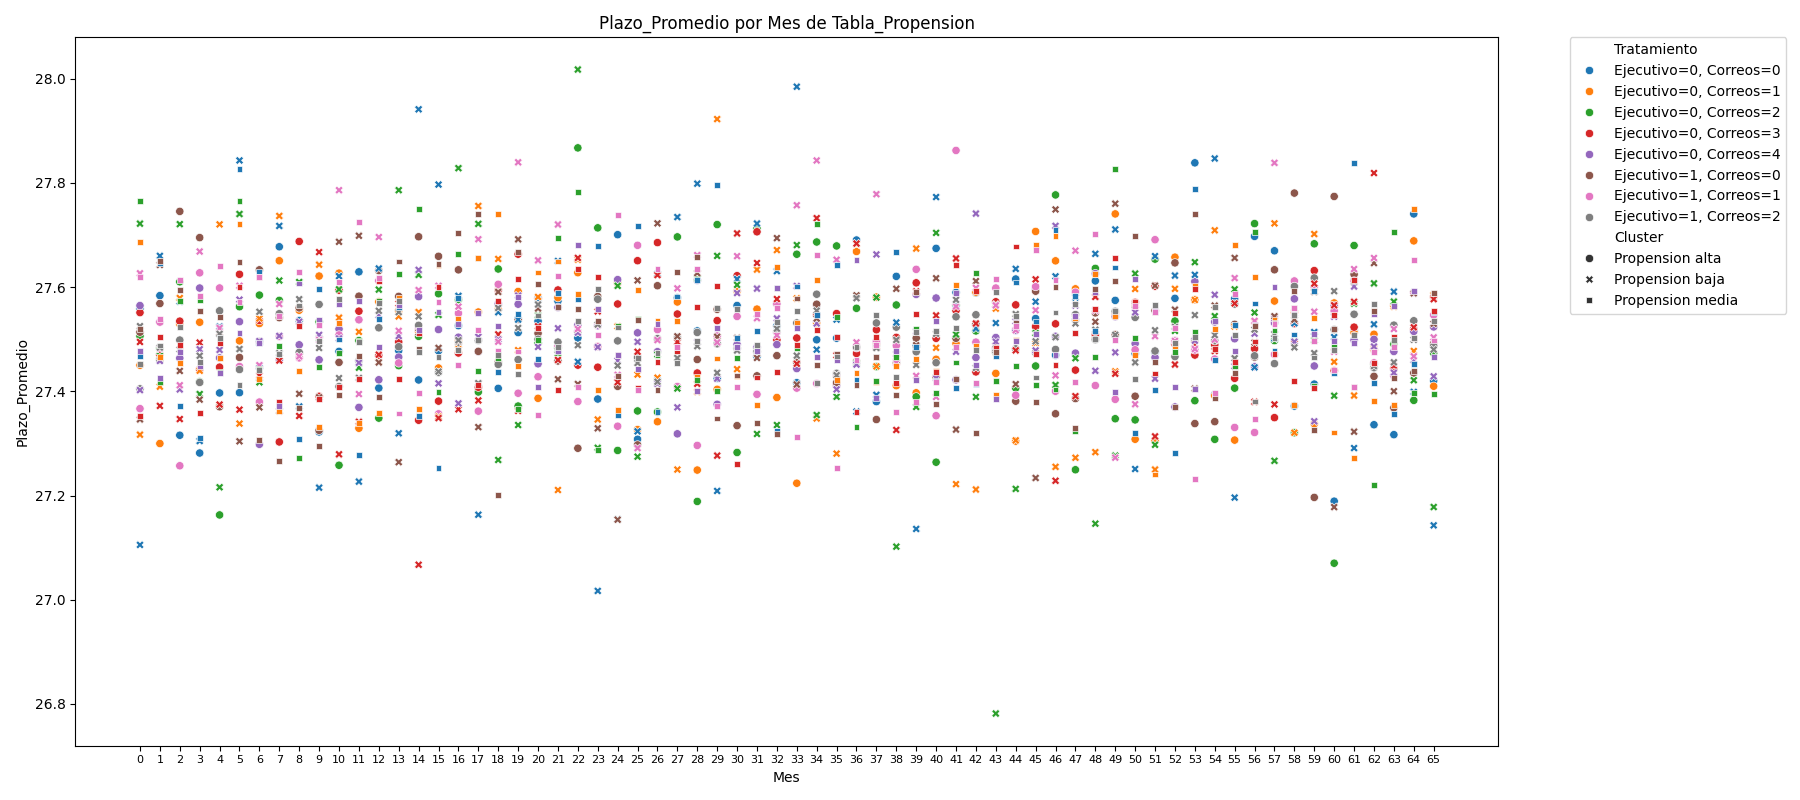 Plazo_Promedio por Mes de Tabla_Propension
Plazo_Promedio
28.0
27.8
27.6
27.4
27.2
27.0
26.8
0 1 2 3 4 5 6 7 8 9 10 11 12 13 14 15 16 17 18 19 20 21 22 23 24 25 26 27 28 29 30 31 32 33 34 35 36 37 38 39 40 41 42 43 44 45 46 47 48 49 50 51 52 53 54 55 56 57 58 59 60 61 62 63 64 65
Mes
Tratamiento
Ejecutivo=0, Correos=0
Ejecutivo=0, Correos=1
Ejecutivo=0, Correos=2
Ejecutivo=0, Correos=3
Ejecutivo=0, Correos=4
Ejecutivo=1, Correos=0
Ejecutivo=1, Correos=1
Ejecutivo=1, Correos=2
Cluster
Propension alta
Propension baja
Propension media